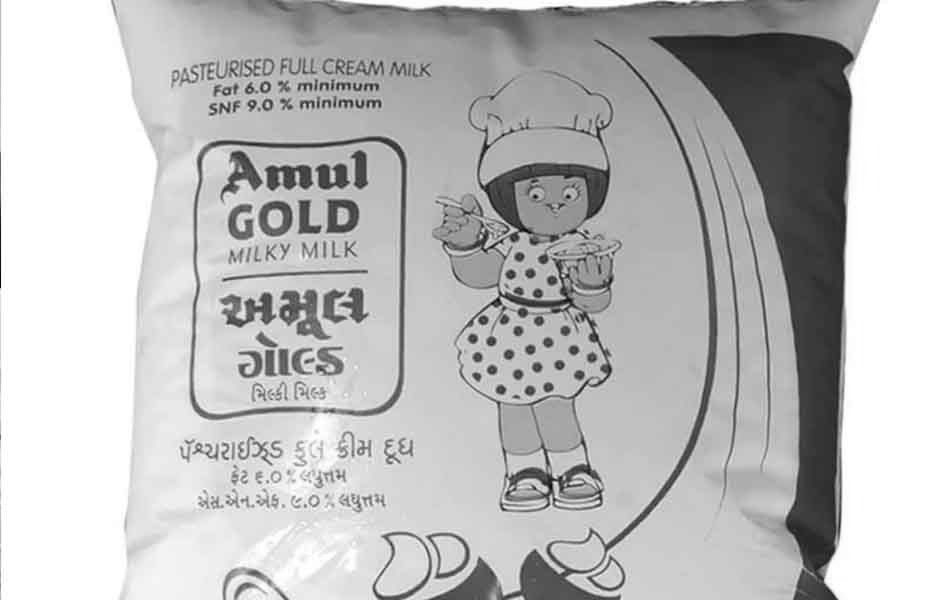 PASTEURISED FULL CREAM MILK
Fat 6.0 % minimum
SNF 9.0 % minimum
Amul
GOLD
MILKY MILK
અમૂલ
ગોલ્ડ
મિલ્કી મિલ્ક
પૅશ્ચરાઈઝ્ડ ફુલ ક્રીમ દૂધ
ફેટ ૬.૦ % લઘુત્તમ
એસ.એન.એફ. ૯.૦ % લઘુત્તમ